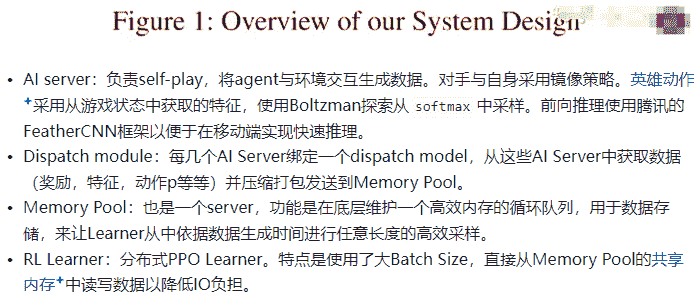 Figure 1: Overview of our System Design
• AI server：负责self-play，将agent与环境交互生成数据。对手与自身采用镜像策略。英雄动作
采用从游戏状态中获取的特征，使用Boltzman探索从 softmax 中采样。前向推理使用腾讯的
FeatherCNN框架以便于在移动端实现快速推理。
• Dispatch module：每几个AI Server绑定一个dispatch model，从这些AI Server中获取数据
（奖励，特征，动作p等等）并压缩打包发送到Memory Pool。
• Memory Pool：也是一个server，功能是在底层维护一个高效内存的循环队列，用于数据存
储，来让Learner从中依据数据生成时间进行任意长度的高效采样。
• RL Learner：分布式PPO Learner。特点是使用了大Batch Size，直接从Memory Pool的共享
内存中读写数据以降低IO负担。